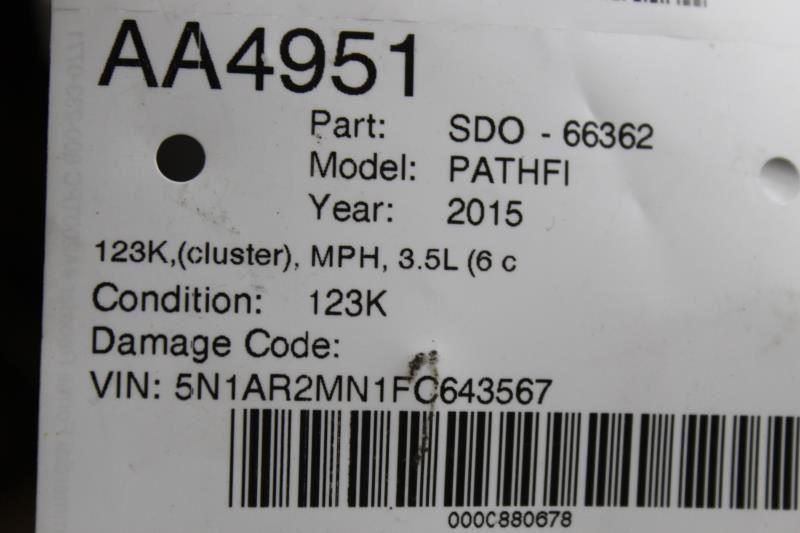 AA4951
Part: SDO - 66362
Model: PATHFI
Year: 2015
123K,(cluster), MPH, 3.5L (6 c
Condition: 123K
Damage Code:
VIN: 5N1AR2MN1FC643567
000C880678